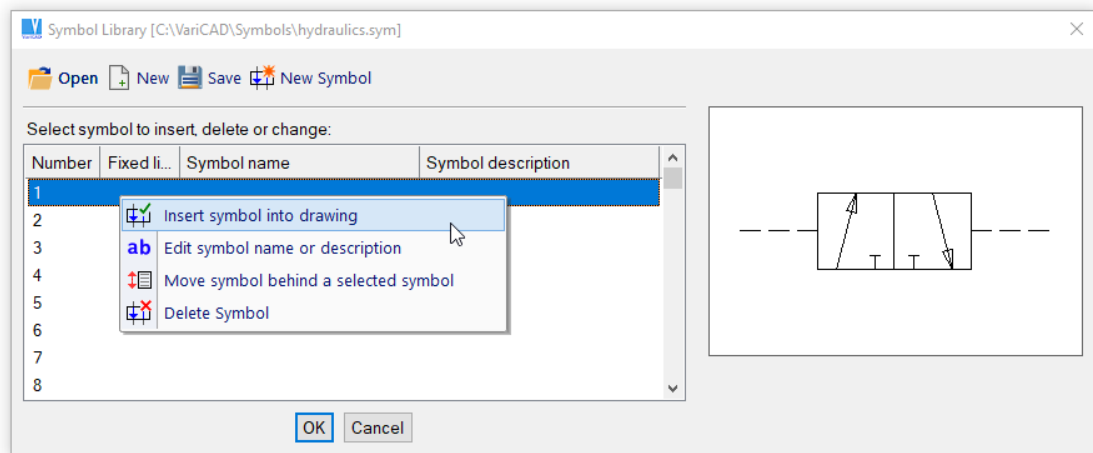 Symbol Library [C:\VariCAD\Symbols\hydraulics.sym]
Open New Save New Symbol
Select symbol to insert, delete or change:
Number Fixed li... Symbol name Symbol description
1
Insert symbol into drawing
2
ab Edit symbol name or description
3
Move symbol behind a selected symbol
4
Delete Symbol
5
6
7
8
OK Cancel